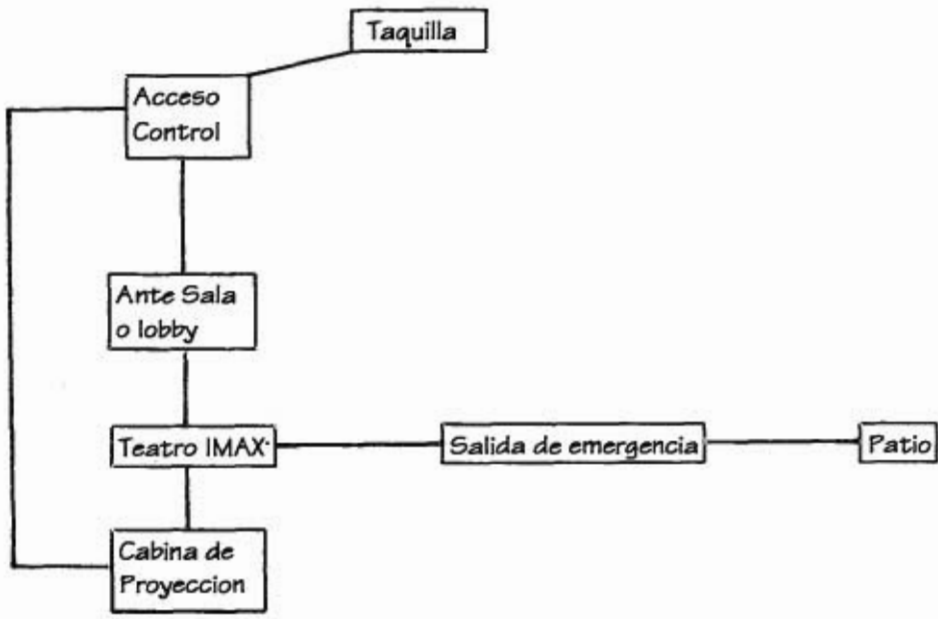 Taquilla
Acceso
Control
Ante Sala
o lobby
Teatro IMAX
Salida de emergencia
Patio
Cabina de
Proyeccion